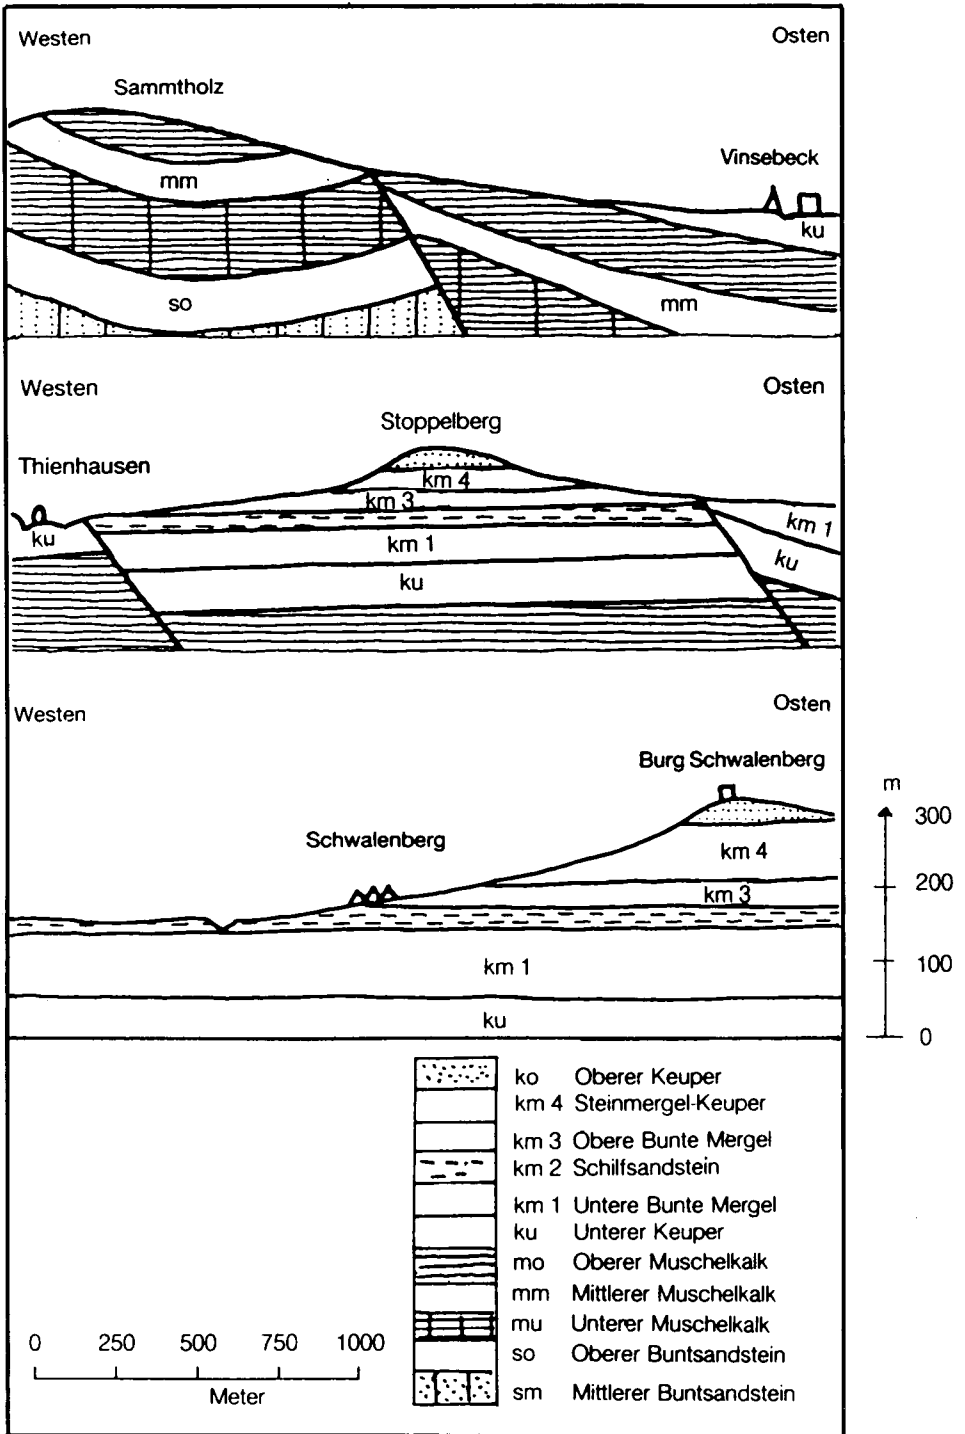 Westen Osten
Sammtholz
Vinsebeck
mm
ku
so
mm
Westen Osten
Stoppelberg
Thienhausen
km 4
km 3
km 1
ku
km 1
ku
ku
Westen Osten
Burg Schwalenberg
m
300
Schwalenberg
km 4
200
km 3
km 1
100
ku
0
ko Oberer Keuper
km 4 Steinmergel-Keuper
km 3 Obere Bunte Mergel
km 2 Schilfsandstein
km 1 Untere Bunte Mergel
ku Unterer Keuper
mo Oberer Muschelkalk
mm Mittlerer Muschelkalk
mu Unterer Muschelkalk
so Oberer Buntsandstein
sm Mittlerer Buntsandstein
0 250 500 750 1000
Meter